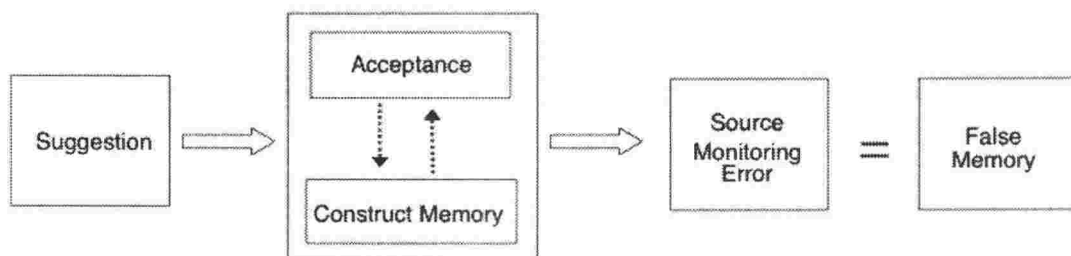 Suggestion
Acceptance
Construct Memory
Source
Monitoring
Error
=
False
Memory